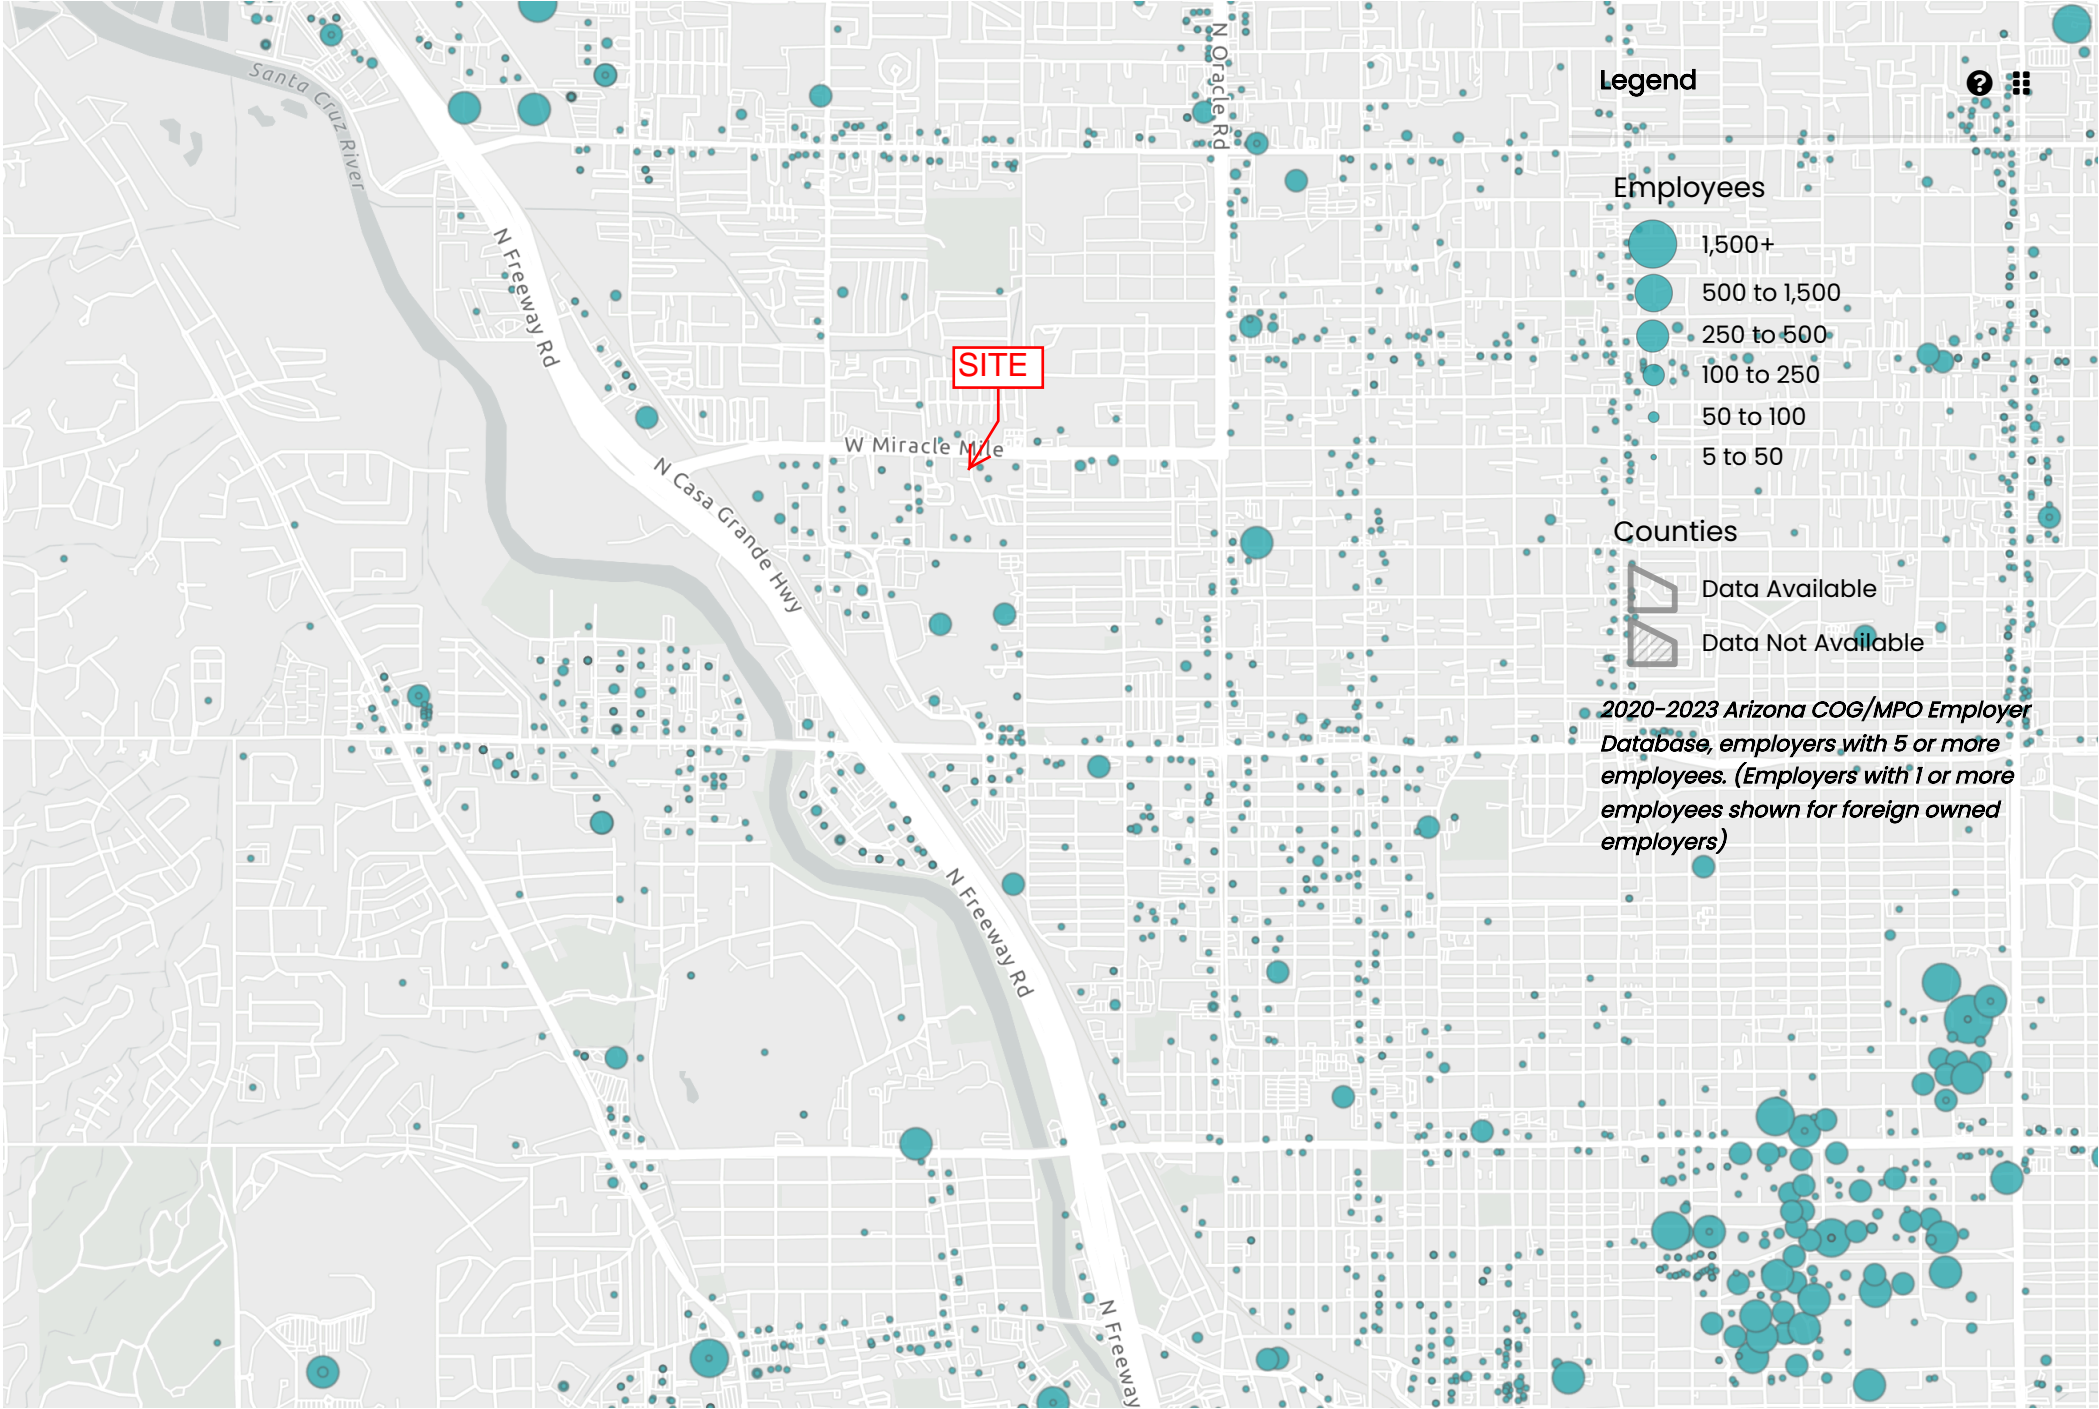 Santa Cruz River
N Oracle Rd
N Freeway Rd
SITE
W Miracle Mile
N Casa Grande Hwy
N Freeway Rd
N Freeway
Legend
?
Employees
1,500+
500 to 1,500
250 to 500
100 to 250
50 to 100
5 to 50
Counties
Data Available
Data Not Available
2020-2023 Arizona COG/MPO Employer
Database, employers with 5 or more
employees. (Employers with 1 or more
employees shown for foreign owned
employers)